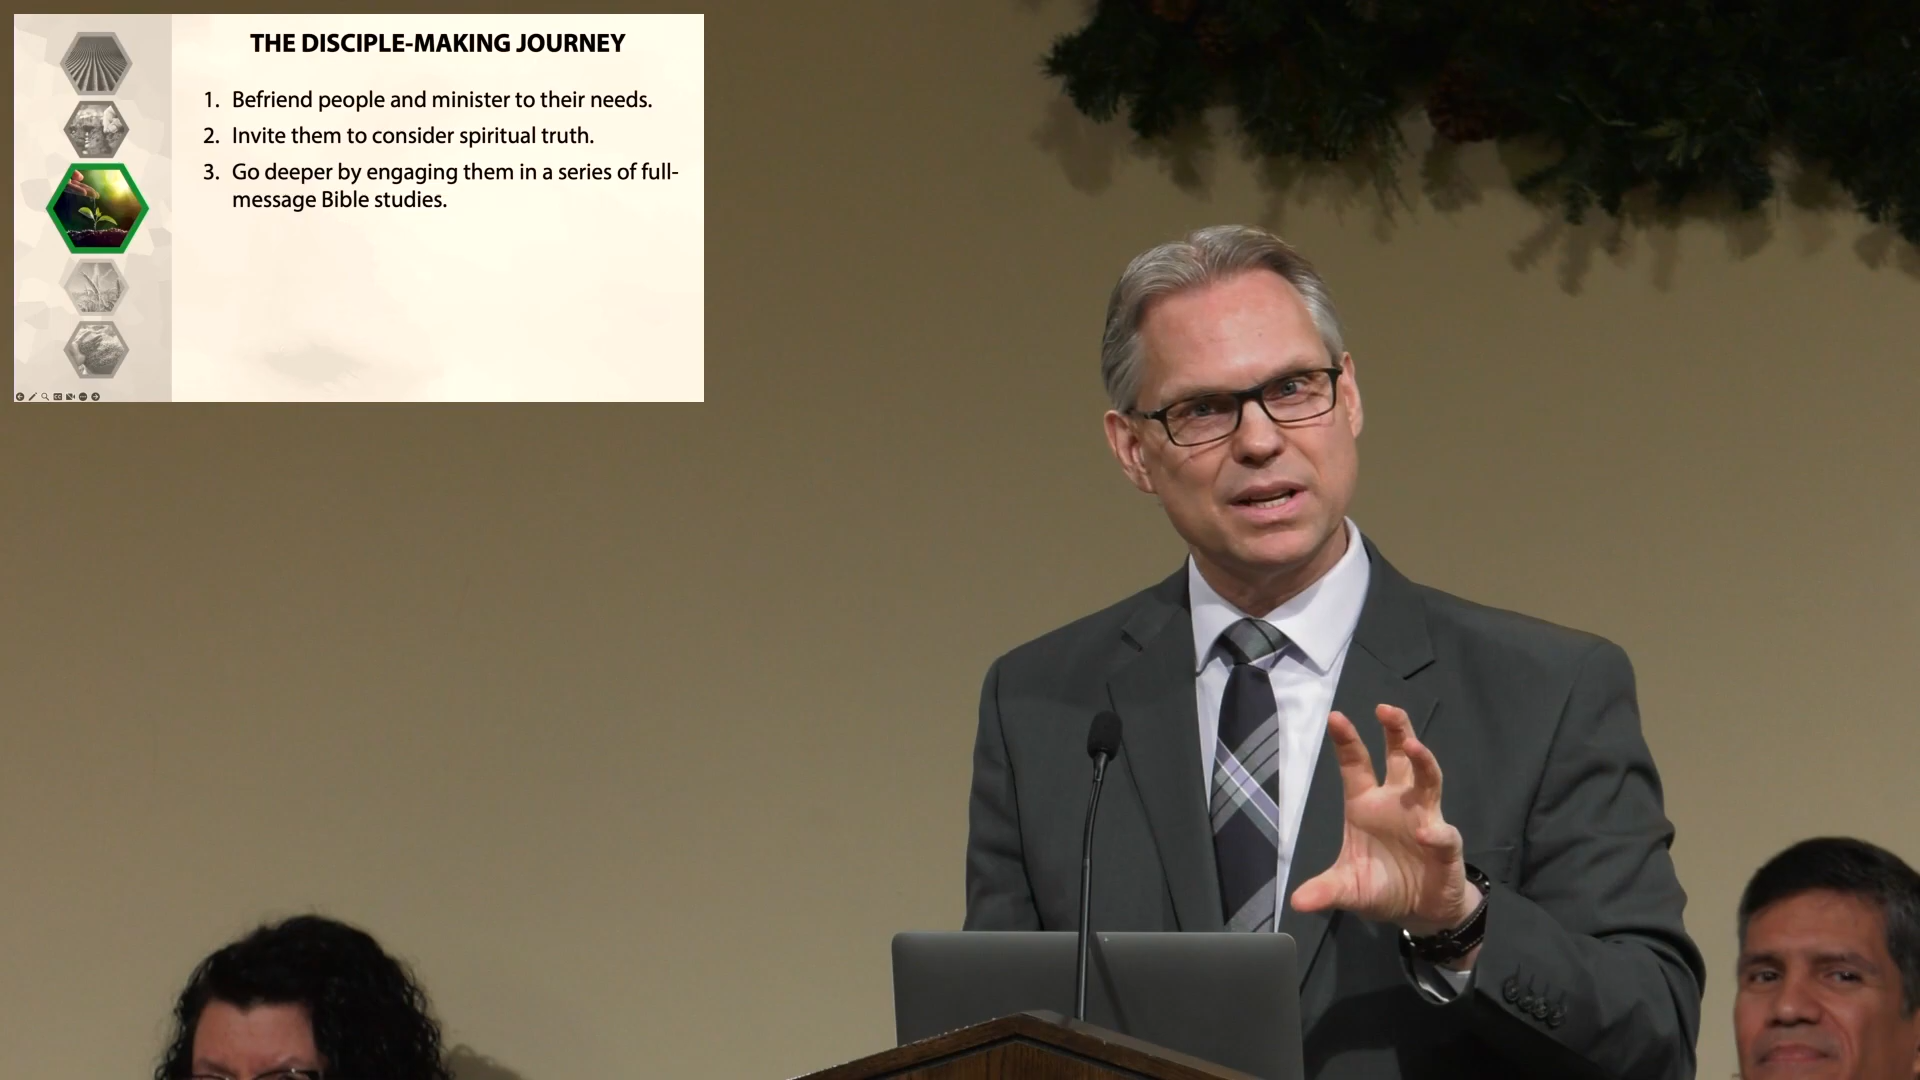 THE DISCIPLE-MAKING JOURNEY
1. Befriend people and minister to their needs.
2. Invite them to consider spiritual truth.
3. Go deeper by engaging them in a series of full-
message Bible studies.